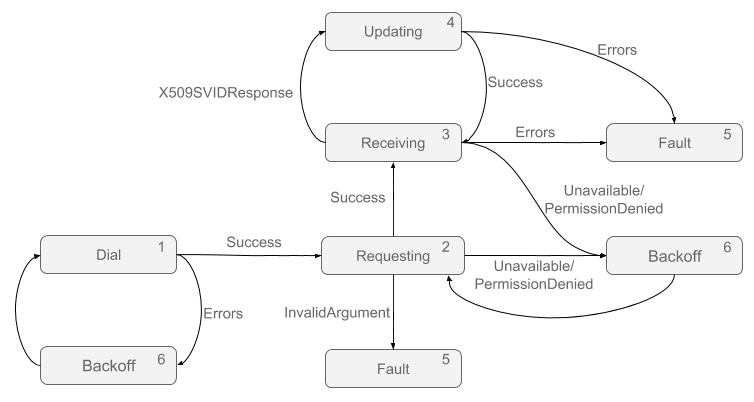 Updating 4
Errors
Success
X509SVIDResponse
Receiving 3
Errors
Fault 5
Success
Unavailable/
PermissionDenied
Dial 1
Success
Requesting 2
Backoff 6
Unavailable/
PermissionDenied
Errors
InvalidArgument
Backoff 6
Fault 5